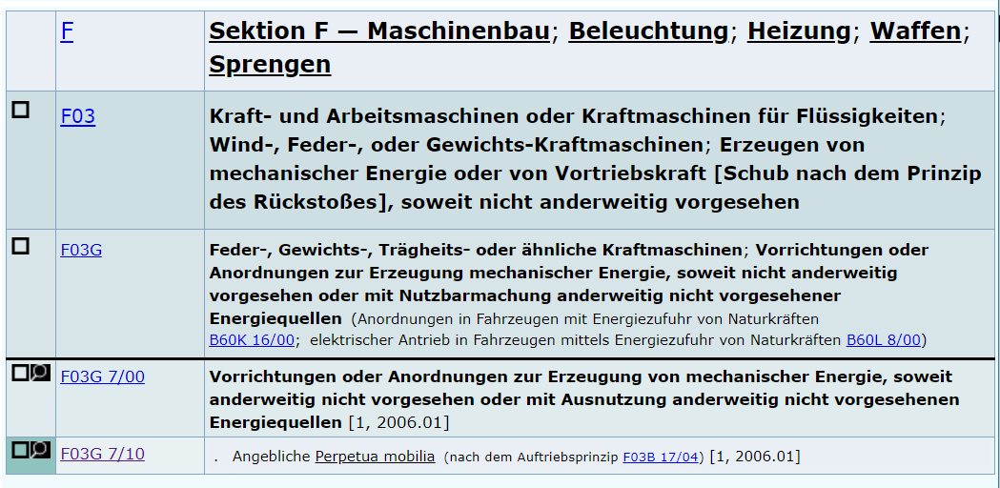 F Sektion F — Maschinenbau; Beleuchtung; Heizung; Waffen;
Sprengen
F03 Kraft- und Arbeitsmaschinen oder Kraftmaschinen für Flüssigkeiten;
Wind-, Feder-, oder Gewichts-Kraftmaschinen; Erzeugen von
mechanischer Energie oder von Vortriebskraft [Schub nach dem Prinzip
des Rückstoßes], soweit nicht anderweitig vorgesehen
F03G Feder-, Gewichts-, Trägheits- oder ähnliche Kraftmaschinen; Vorrichtungen oder
Anordnungen zur Erzeugung mechanischer Energie, soweit nicht anderweitig
vorgesehen oder mit Nutzbarmachung anderweitig nicht vorgesehener
Energiequellen (Anordnungen in Fahrzeugen mit Energiezufuhr von Naturkräften
B60K 16/00; elektrischer Antrieb in Fahrzeugen mittels Energiezufuhr von Naturkräften B60L 8/00)
F03G 7/00 Vorrichtungen oder Anordnungen zur Erzeugung von mechanischer Energie, soweit
anderweitig nicht vorgesehen oder mit Ausnutzung anderweitig nicht vorgesehenen
Energiequellen [1, 2006.01]
F03G 7/10 . Angebliche Perpetua mobilia (nach dem Auftriebsprinzip F03B 17/04) [1, 2006.01]